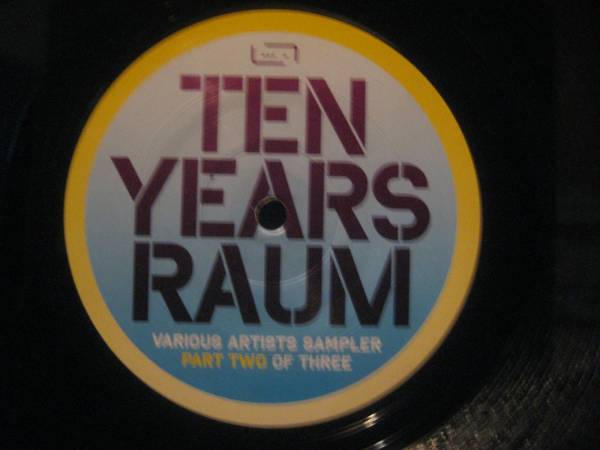 TEN
YEARS
RAUM
VARIOUS ARTISTS SAMPLER
PART TWO OF THREE